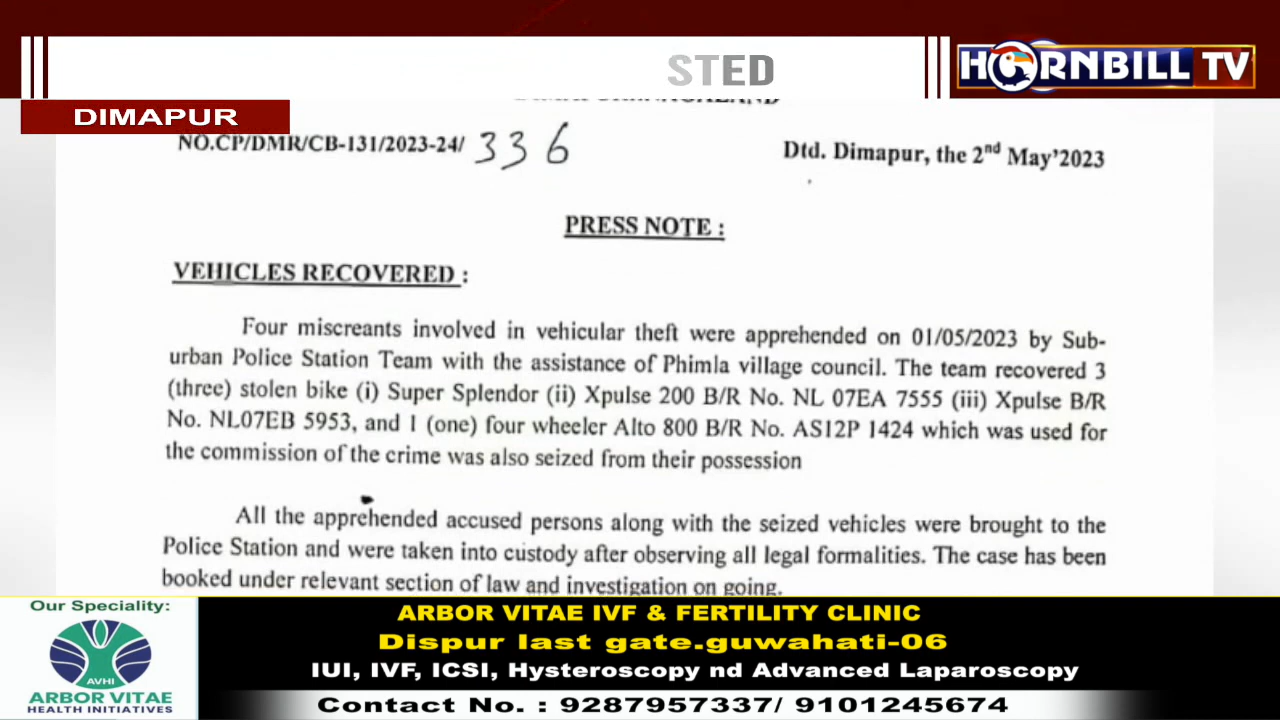 STED
HORNBILL TV
DIMAPUR
NO.CP/DMR/CB-131/2023-24/ 336
Dtd. Dimapur, the 2nd May'2023
PRESS NOTE :
VEHICLES RECOVERED :
Four miscreants involved in vehicular theft were apprehended on 01/05/2023 by Sub-
urban Police Station Team with the assistance of Phimla village council. The team recovered 3
(three) stolen bike (i) Super Splendor (ii) Xpulse 200 B/R No. NL 07EA 7555 (iii) Xpulse B/R
No. NL07EB 5953, and 1 (one) four wheeler Alto 800 B/R No. AS12P 1424 which was used for
the commission of the crime was also seized from their possession
All the apprehended accused persons along with the seized vehicles were brought to the
Police Station and were taken into custody after observing all legal formalities. The case has been
booked under relevant section of law and investigation on going.
Our Speciality:
AVHI
ARBOR VITAE
HEALTH INITIATIVES
ARBOR VITAE IVF & FERTILITY CLINIC
Dispur last gate.guwahati-06
IUI, IVF, ICSI, Hysteroscopy nd Advanced Laparoscopy
Contact No. : 9287957337/ 9101245674